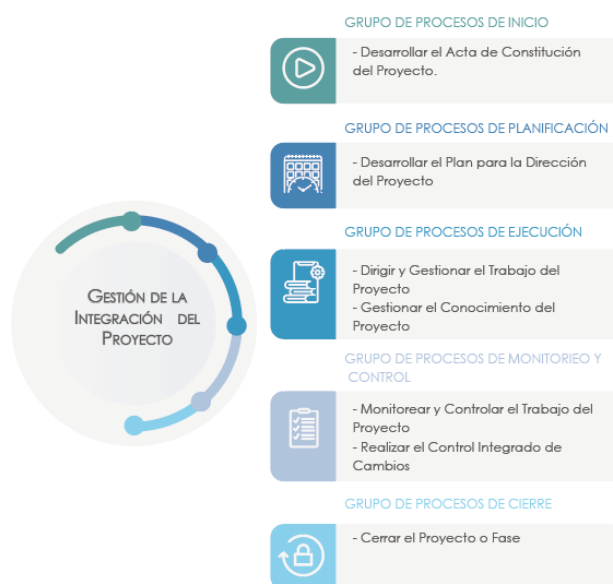 GRUPO DE PROCESOS DE INICIO
- Desarrollar el Acta de Constitución
del Proyecto.
GRUPO DE PROCESOS DE PLANIFICACIÓN
- Desarrollar el Plan para la Dirección
del Proyecto
GRUPO DE PROCESOS DE EJECUCIÓN
- Dirigir y Gestionar el Trabajo del
Proyecto
- Gestionar el Conocimiento del
Proyecto
GESTIÓN DE LA
INTEGRACIÓN DEL
PROYECTO
GRUPO DE PROCESOS DE MONITORIEO Y
CONTROL
- Monitorear y Controlar el Trabajo del
Proyecto
- Realizar el Control Integrado de
Cambios
GRUPO DE PROCESOS DE CIERRE
- Cerrar el Proyecto o Fase